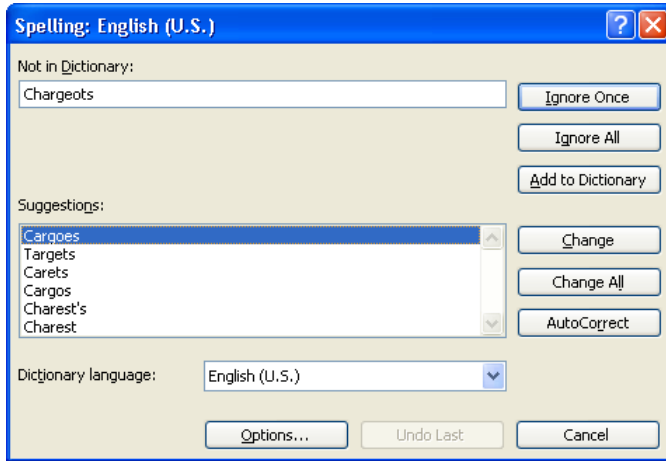 Spelling: English (U.S.)
Not in Dictionary:
Chargeots
Ignore Once
Ignore All
Add to Dictionary
Suggestions:
Cargoes
Targets
Carets
Cargos
Charest's
Charest
Change
Change All
AutoCorrect
Dictionary language:
English (U.S.)
Options...
Undo Last
Cancel